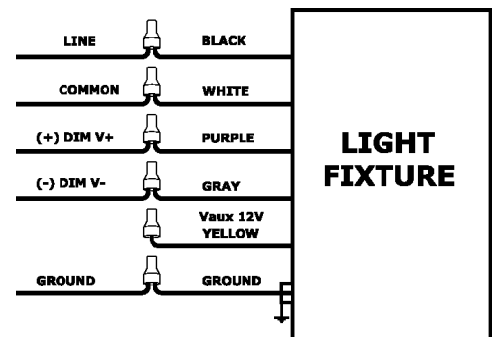 LINE BLACK
COMMON WHITE
(+) DIM V+ PURPLE
(-) DIM V- GRAY
Vaux 12V
YELLOW
GROUND GROUND
LIGHT
FIXTURE